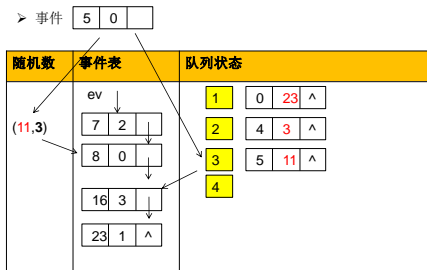 ➢ 事件 5 0
随机数 事件表 队列状态
ev
1 0 23 ^
7 2
2 4 3 ^
(11,3)
8 0
3 5 11 ^
4
16 3
23 1 ^